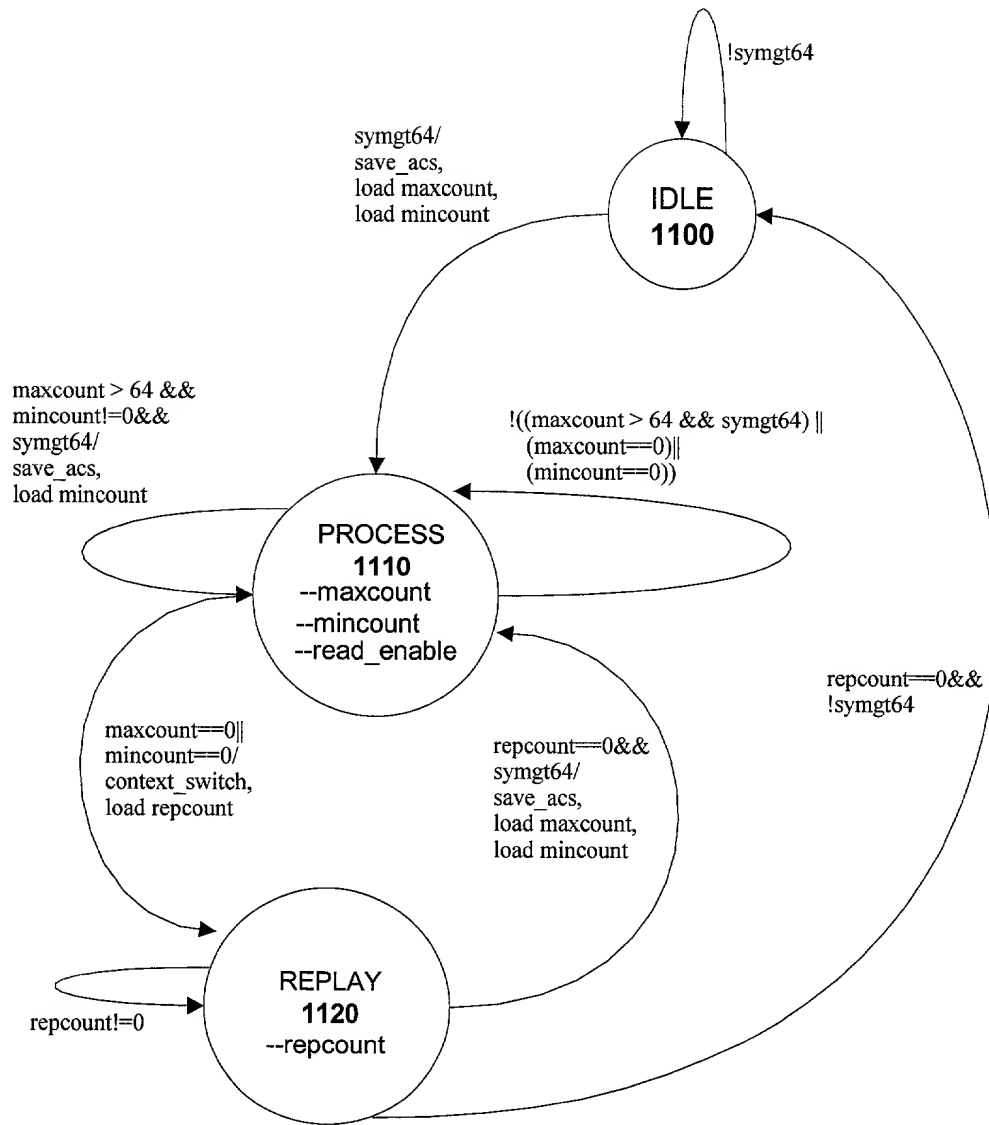 !symgt64
symgt64/
save_acs,
load maxcount,
load mincount
IDLE
1100
maxcount > 64 &&
mincount!=0&&
symgt64/
save_acs,
load mincount
!((maxcount > 64 && symgt64) ||
(maxcount==0)||
(mincount==0))
PROCESS
1110
--maxcount
--mincount
--read_enable
maxcount==0||
mincount==0/
context_switch,
load repcount
repcount==0&&
symgt64/
save_acs,
load maxcount,
load mincount
repcount==0&&
!symgt64
REPLAY
1120
--repcount
repcount!=0